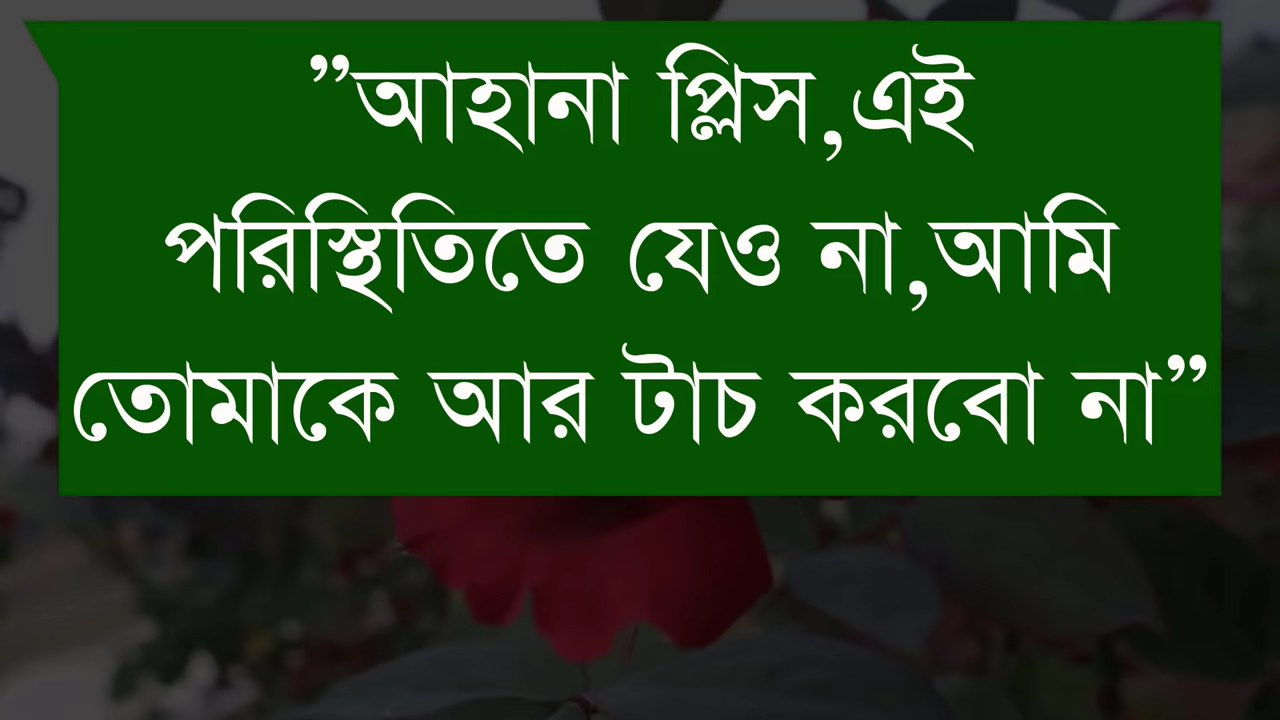 ”আহানা প্লিস,এই
পরিস্থিতিতে যেও না,আমি
তোমাকে আর টাচ করবো না”